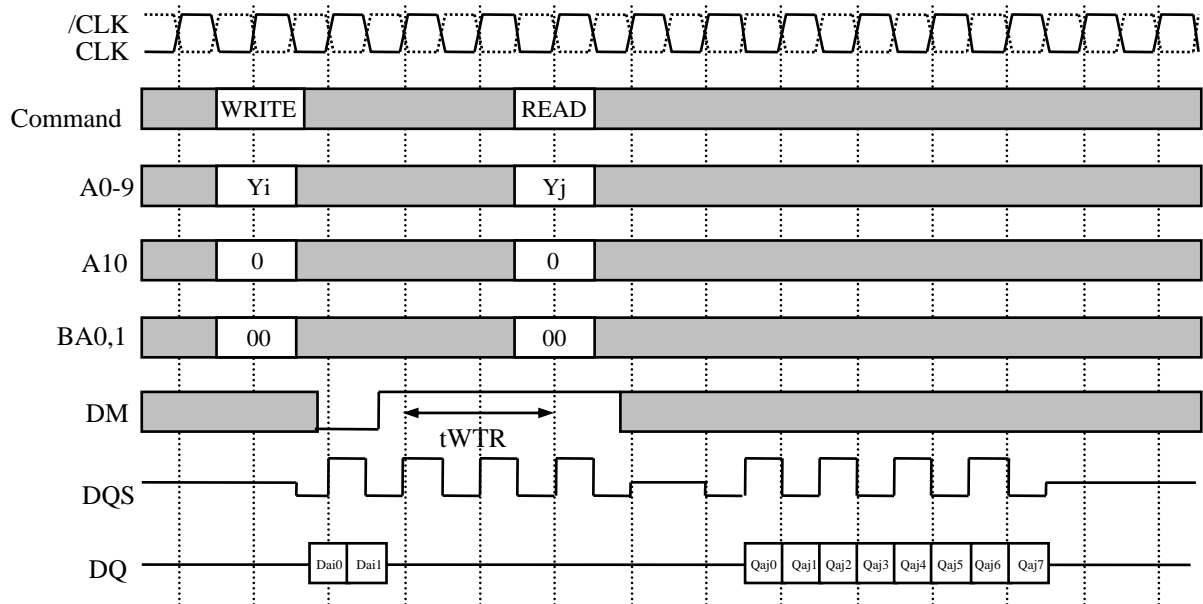 /CLK
CLK
Command
WRITE
READ
A0-9
Yi
Yj
A10
0
0
BA0,1
00
00
DM
tWTR
DQS
DQ
Dai0
Dai1
Qaj0
Qaj1
Qaj2
Qaj3
Qaj4
Qaj5
Qaj6
Qaj7